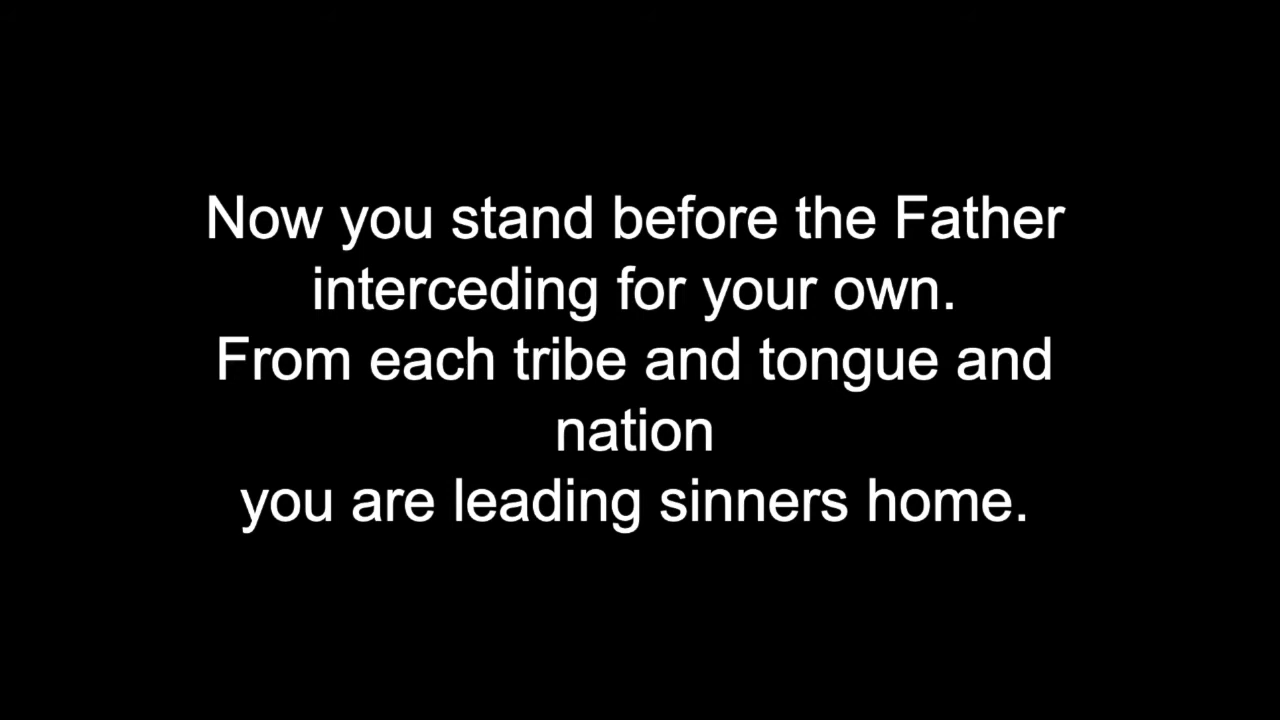 Now you stand before the Father
interceding for your own.
From each tribe and tongue and
nation
you are leading sinners home.